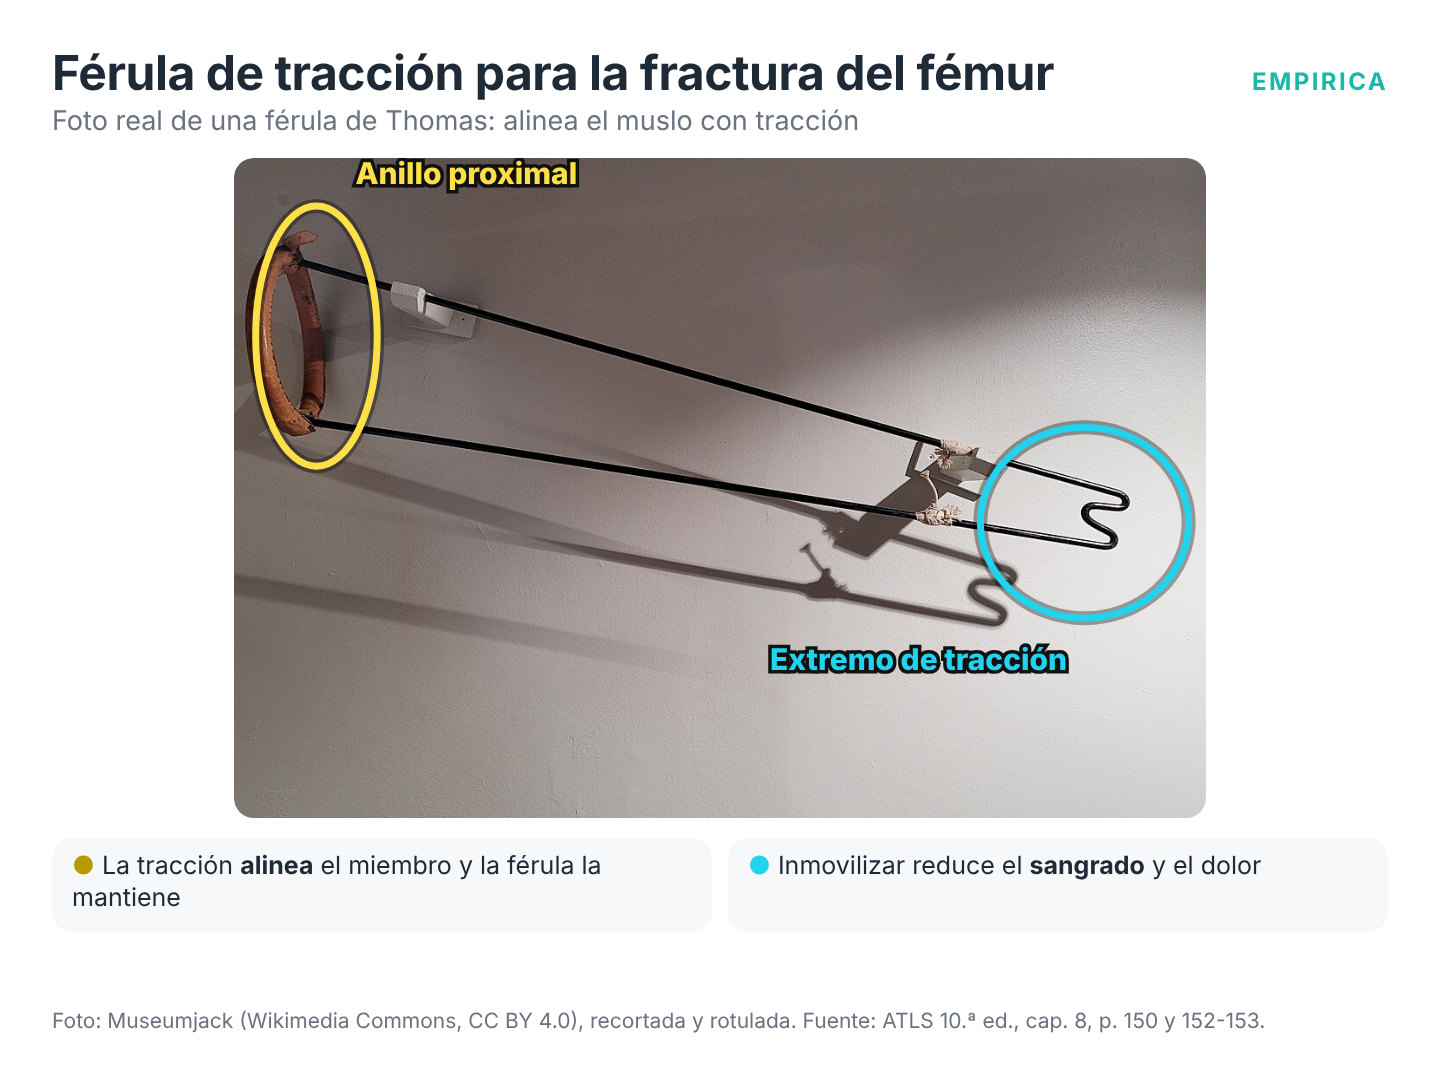 Férula de tracción para la fractura del fémur
EMPIRICA
Foto real de una férula de Thomas: alinea el muslo con tracción
Anillo proximal
Extremo de tracción
La tracción alinea el miembro y la férula la
mantiene
Inmovilizar reduce el sangrado y el dolor
Foto: Museumjack (Wikimedia Commons, CC BY 4.0), recortada y rotulada. Fuente: ATLS 10.ª ed., cap. 8, p. 150 y 152-153.